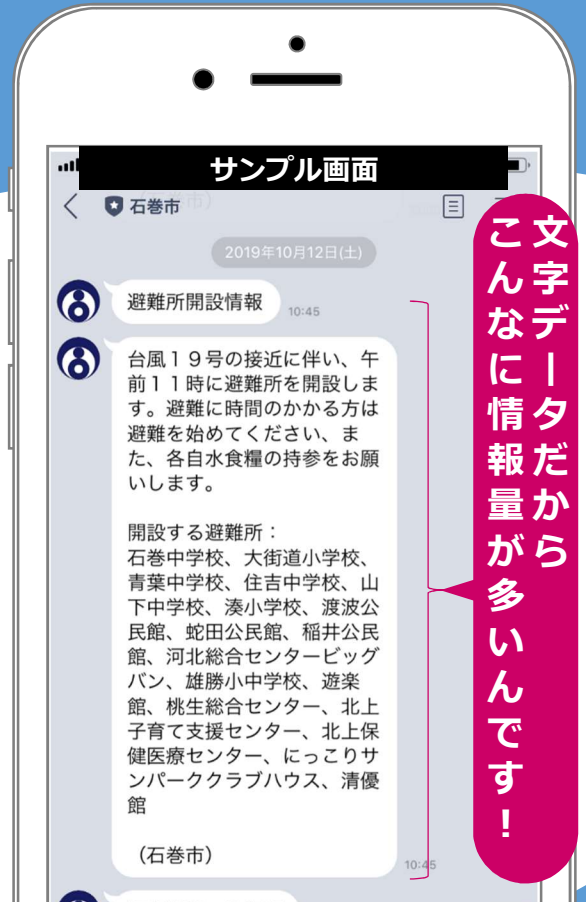 サンプル画面
石巻市
2019年10月12日(土)
避難所開設情報
10:45
台風19号の接近に伴い、午
前11時に避難所を開設しま
す。避難に時間のかかる方は
避難を始めてください、ま
た、各自水食糧の持参をお願
いします。
開設する避難所：
石巻中学校、大街道小学校、
青葉中学校、住吉中学校、山
下中学校、湊小学校、渡波公
民館、蛇田公民館、稲井公民
館、河北総合センタービッグ
バン、雄勝小中学校、遊楽
館、桃生総合センター、北上
子育て支援センター、北上保
健医療センター、にっこりサ
ンパーククラブハウス、清優
館
（石巻市）
10:45
文字データだから
こんなに情報量が多いんです！